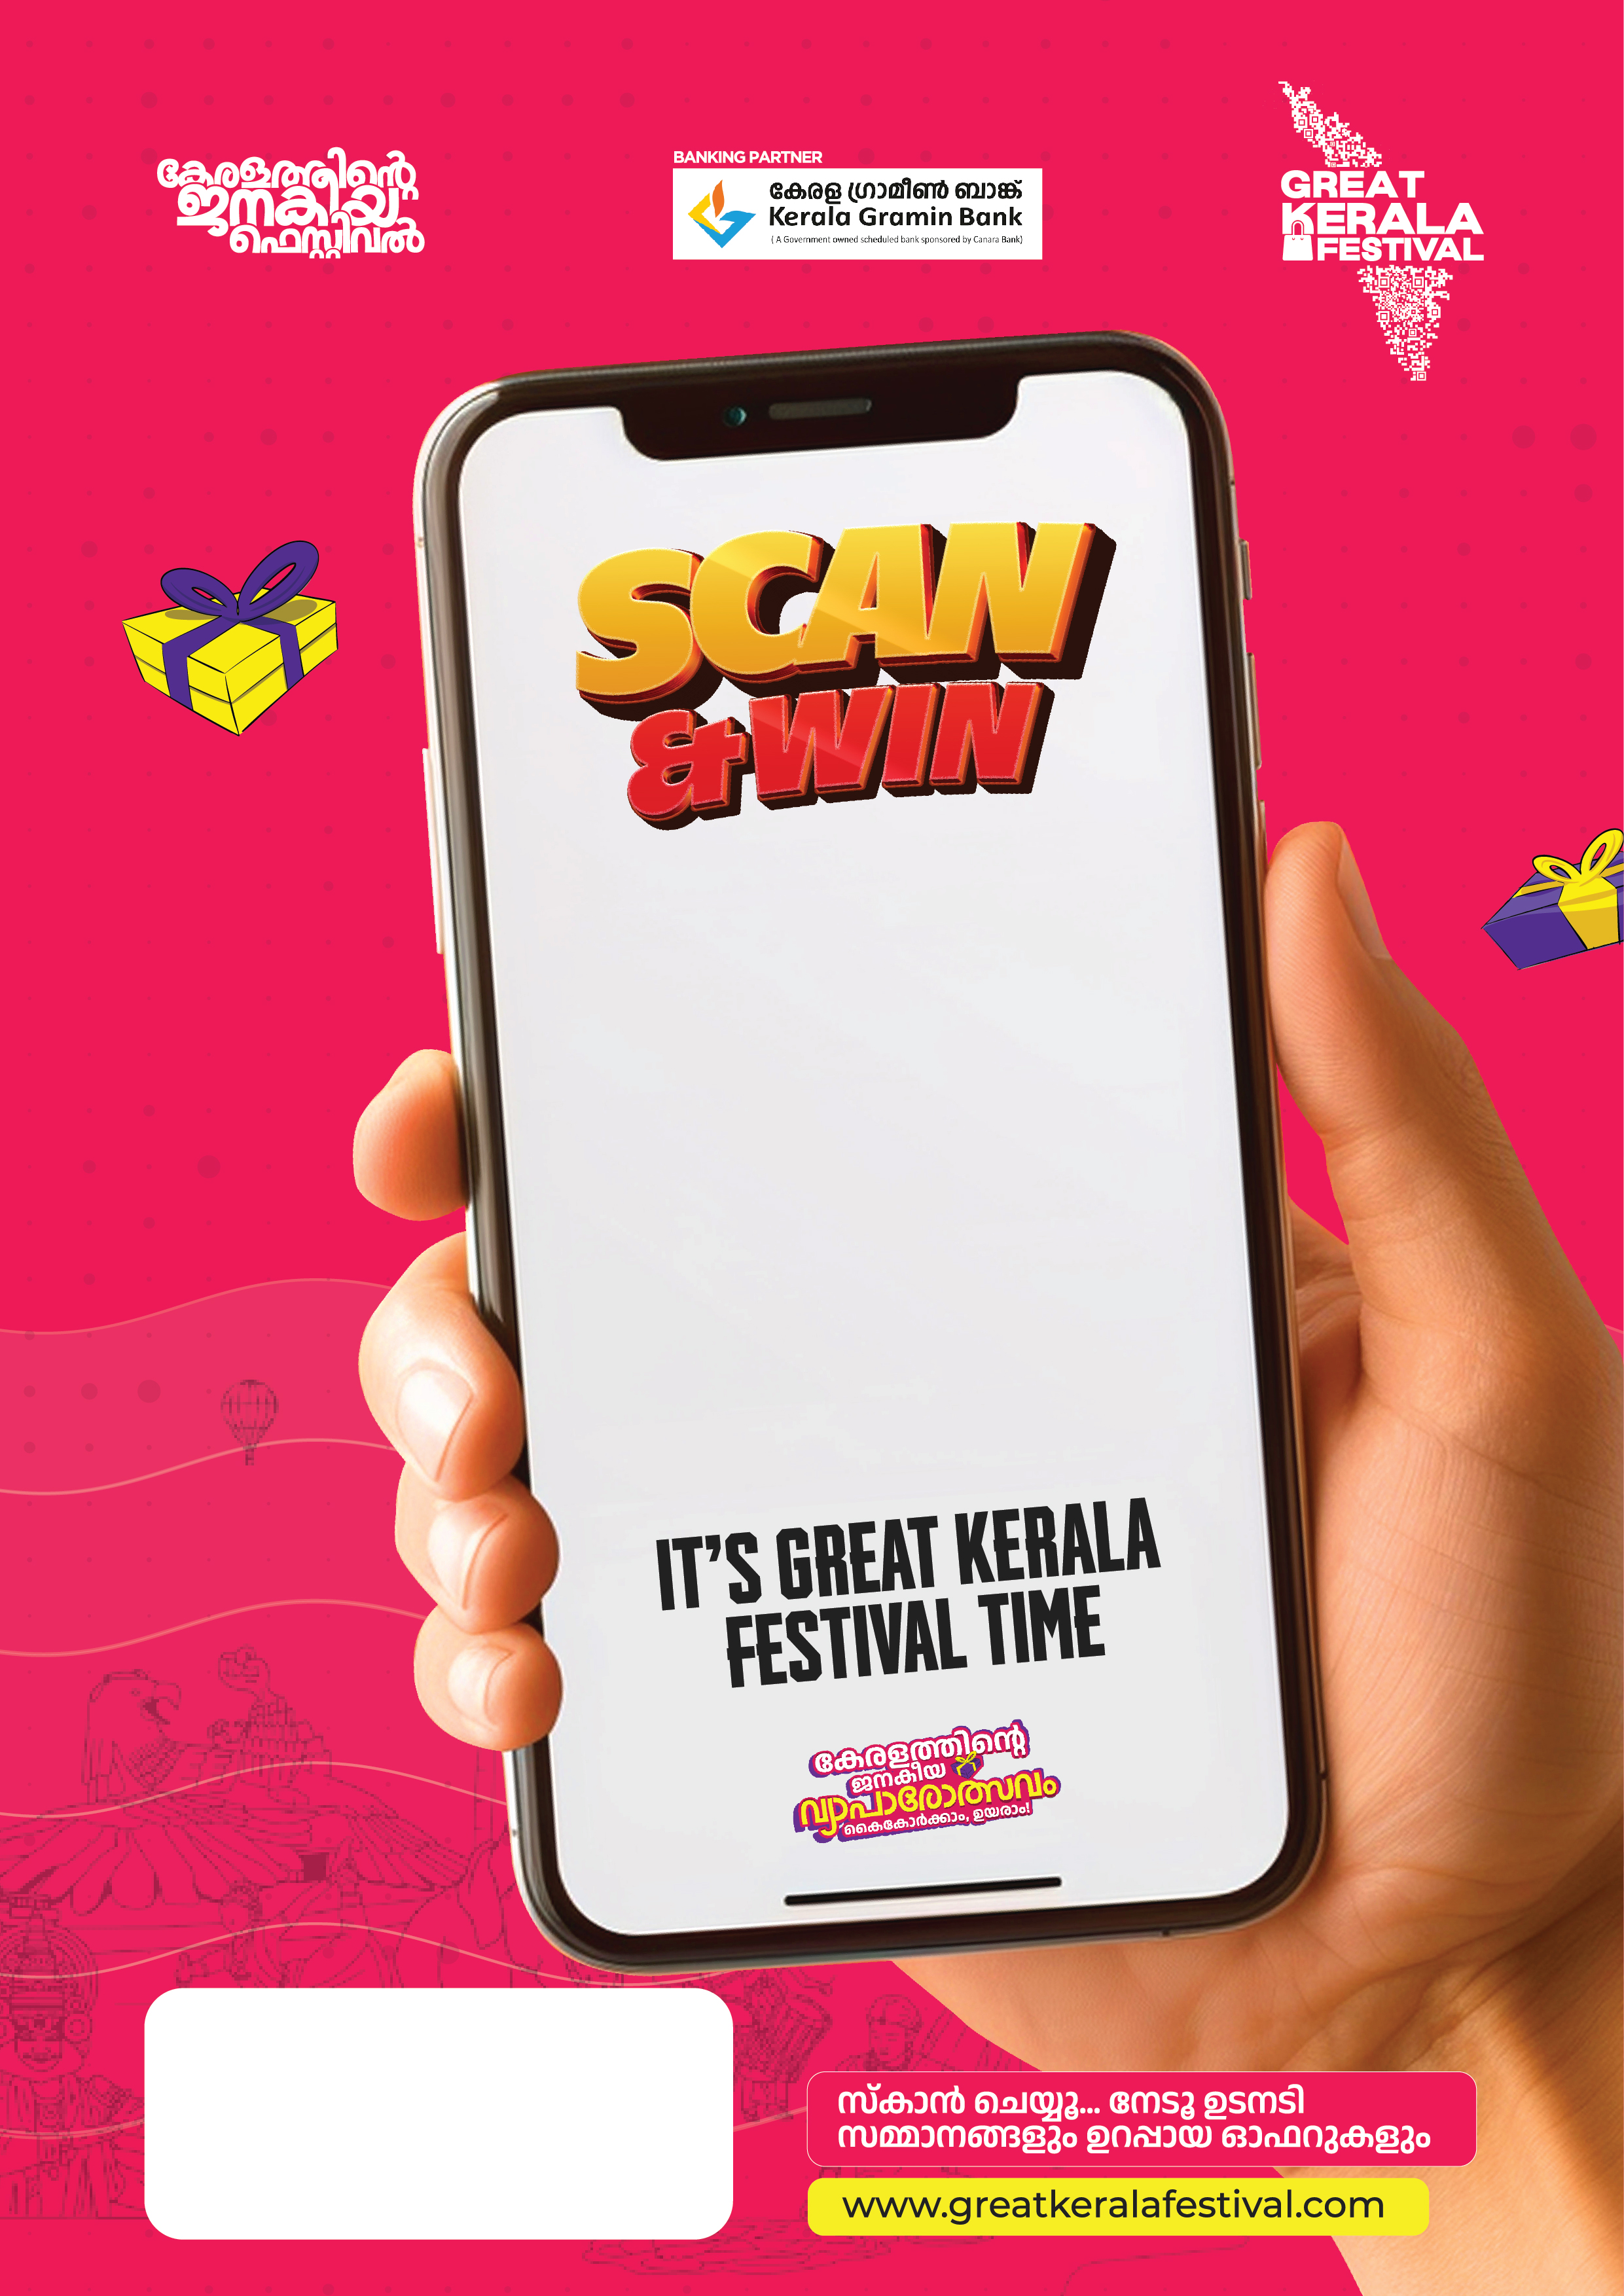 കേരളത്തിന്റെ
ജനകീയ
ഫെസ്റ്റിവൽ
BANKING PARTNER
കേരള ഗ്രാമീൺ ബാങ്ക്
Kerala Gramin Bank
( A Government owned scheduled bank sponsored by Canara Bank)
GREAT
KERALA
FESTIVAL
SCAN
&WIN
IT'S GREAT KERALA
FESTIVAL TIME
കേരളത്തിന്റെ
ജനകീയ
വ്യാപാരോത്സവം
കൈകോർക്കാം, ഉയരാം!
സ്കാൻ ചെയ്യൂ... നേടൂ ഉടനടി
സമ്മാനങ്ങളും ഉറപ്പായ ഓഫറുകളും
www.greatkeralafestival.com